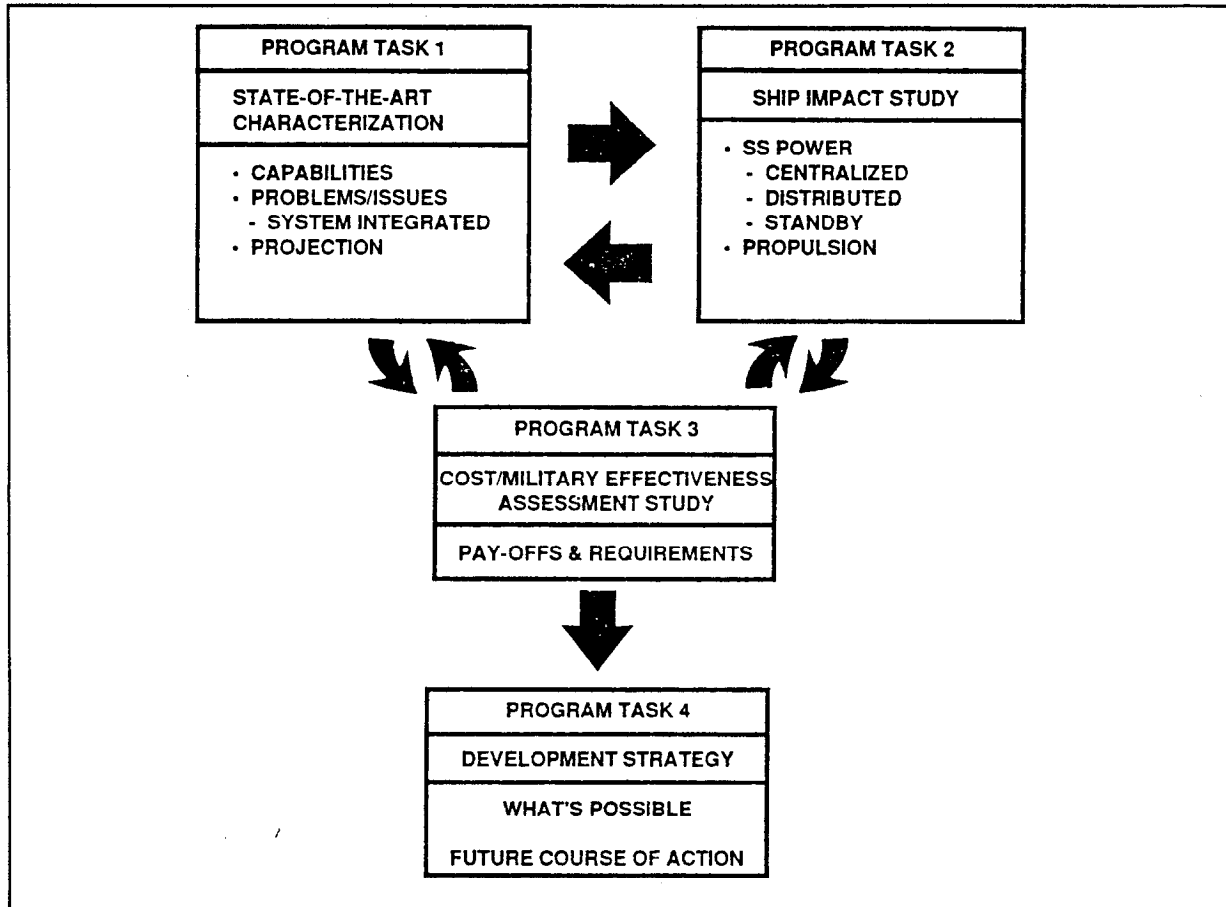 PROGRAM TASK 1
STATE-OF-THE-ART
CHARACTERIZATION
• CAPABILITIES
• PROBLEMS/ISSUES
- SYSTEM INTEGRATED
• PROJECTION
PROGRAM TASK 2
SHIP IMPACT STUDY
• SS POWER
- CENTRALIZED
- DISTRIBUTED
- STANDBY
• PROPULSION
PROGRAM TASK 3
COST/MILITARY EFFECTIVENESS
ASSESSMENT STUDY
PAY-OFFS & REQUIREMENTS
PROGRAM TASK 4
DEVELOPMENT STRATEGY
WHAT'S POSSIBLE
FUTURE COURSE OF ACTION